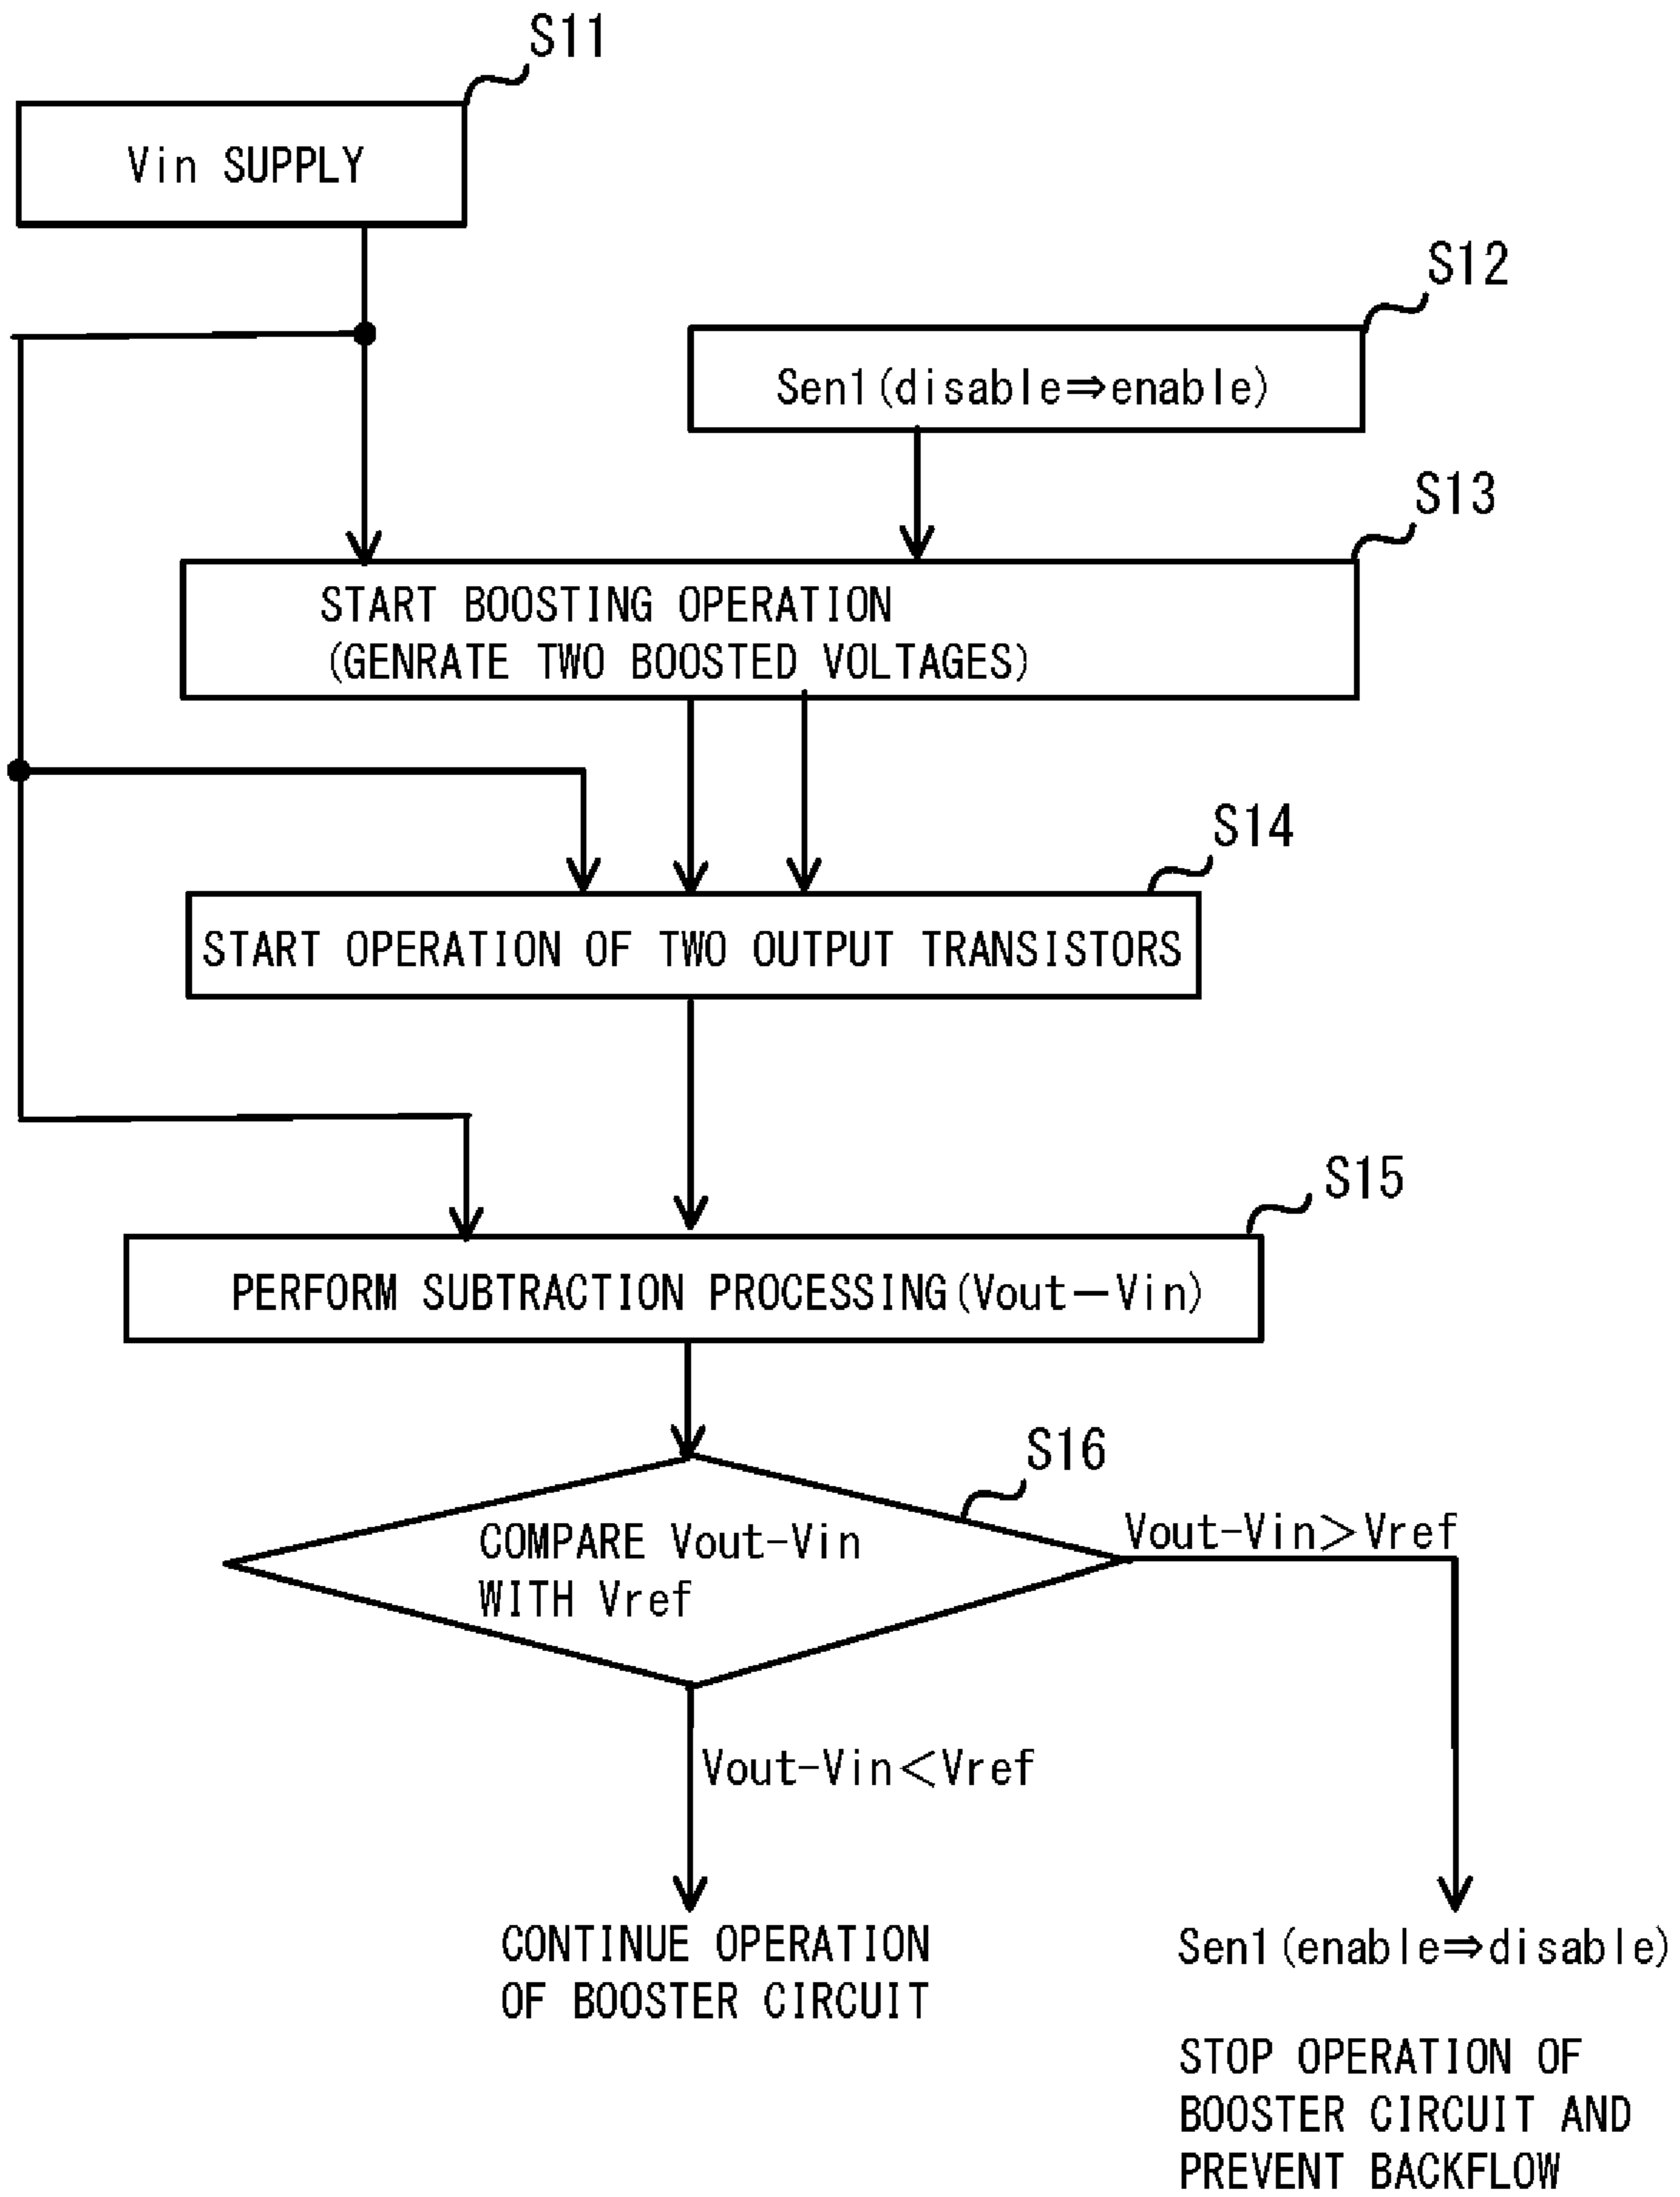 S11
Vin SUPPLY
S12
Sen1(disable⇒enable)
S13
START BOOSTING OPERATION
(GENRATE TWO BOOSTED VOLTAGES)
S14
START OPERATION OF TWO OUTPUT TRANSISTORS
S15
PERFORM SUBTRACTION PROCESSING(Vout－Vin)
S16
COMPARE Vout-Vin
WITH Vref
Vout-Vin＞Vref
Vout-Vin＜Vref
CONTINUE OPERATION
OF BOOSTER CIRCUIT
Sen1(enable⇒disable)
STOP OPERATION OF
BOOSTER CIRCUIT AND
PREVENT BACKFLOW